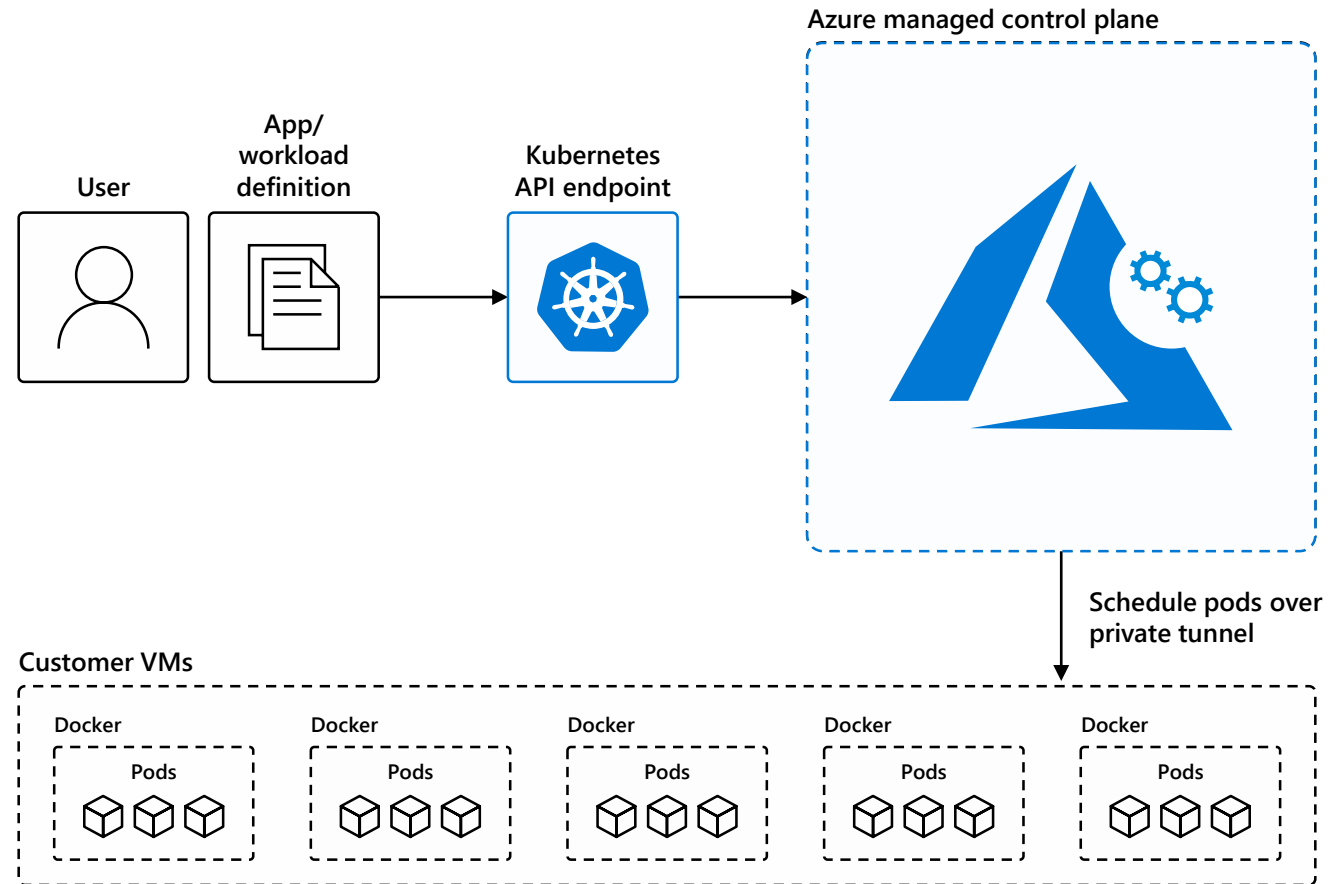 Azure managed control plane
User
App/
workload
definition
Kubernetes
API endpoint
Schedule pods over
private tunnel
Customer VMs
Docker
Docker
Docker
Docker
Docker
Pods
Pods
Pods
Pods
Pods